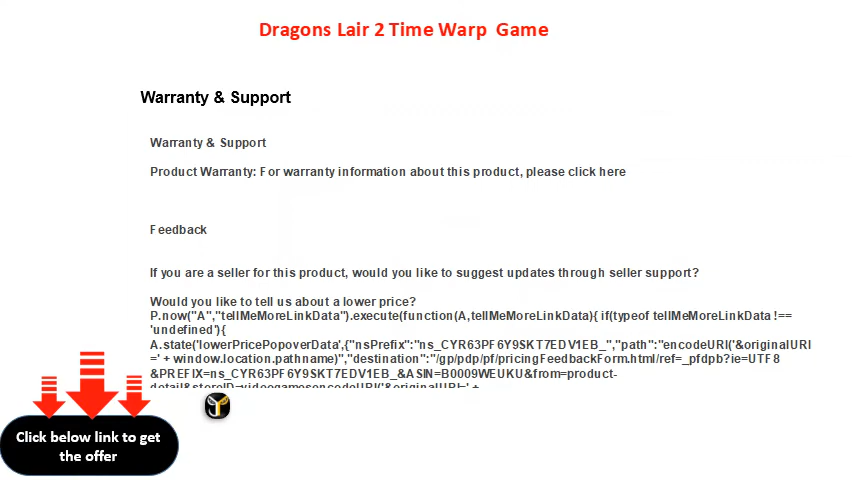 Dragons Lair 2 Time Warp Game
Warranty & Support
Warranty & Support
Product Warranty: For warranty information about this product, please click here
Feedback
If you are a seller for this product, would you like to suggest updates through seller support?
Would you like to tell us about a lower price?
P.now("A","tellMeMoreLinkData").execute(function(A,tellMeMoreLinkData){ if(typeof tellMeMoreLinkData !==
'undefined'){
A.state('lowerPricePopoverData',{"nsPrefix":"ns_CYR63PF6Y9SKT7EDV1EB_","path":"encodeURI('&originalURI
=' + window.location.pathname)","destination":"/gp/pdp/pf/pricingFeedbackForm.html/ref=_pfdpb?ie=UTF8
&PREFIX=ns_CYR63PF6Y9SKT7EDV1EB_&ASIN=B0009WEUKU&from=product-
detail&storeID=videogamesencodeURI('&originalURI=' +
Click below link to get
the offer